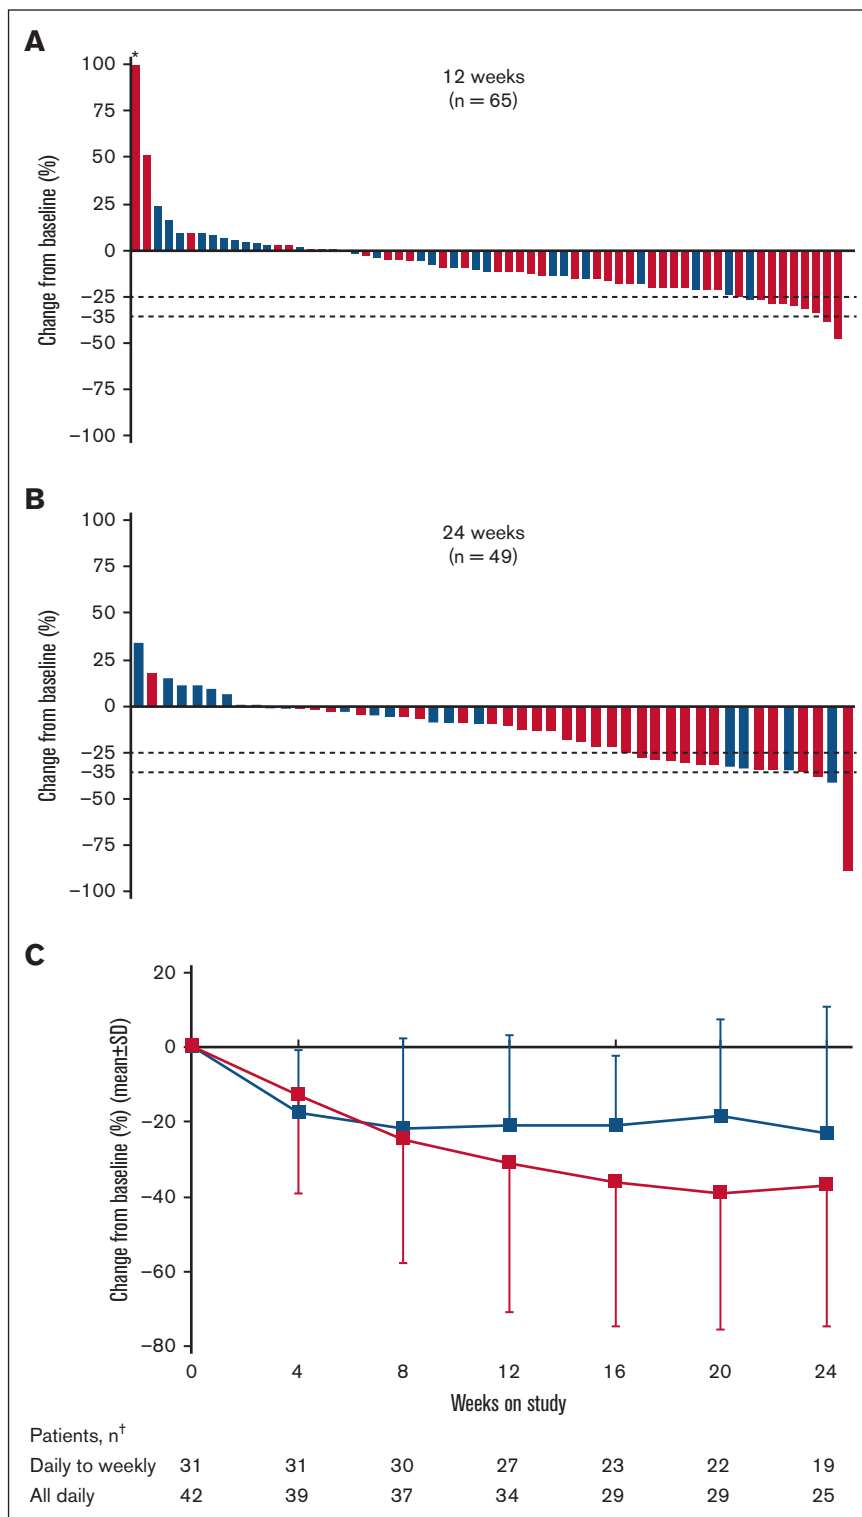 A
*
12 weeks
(n = 65)
100
75
50
25
0
−25
−35
−50
−75
−100
Change from baseline (%)
B
24 weeks
(n = 49)
100
75
50
25
0
−25
−35
−50
−75
−100
Change from baseline (%)
C
20
0
−20
−40
−60
−80
Change from baseline (%) (mean±SD)
0 4 8 12 16 20 24
Weeks on study
Patients, n†
Daily to weekly 31 31 30 27 23 22 19
All daily 42 39 37 34 29 29 25